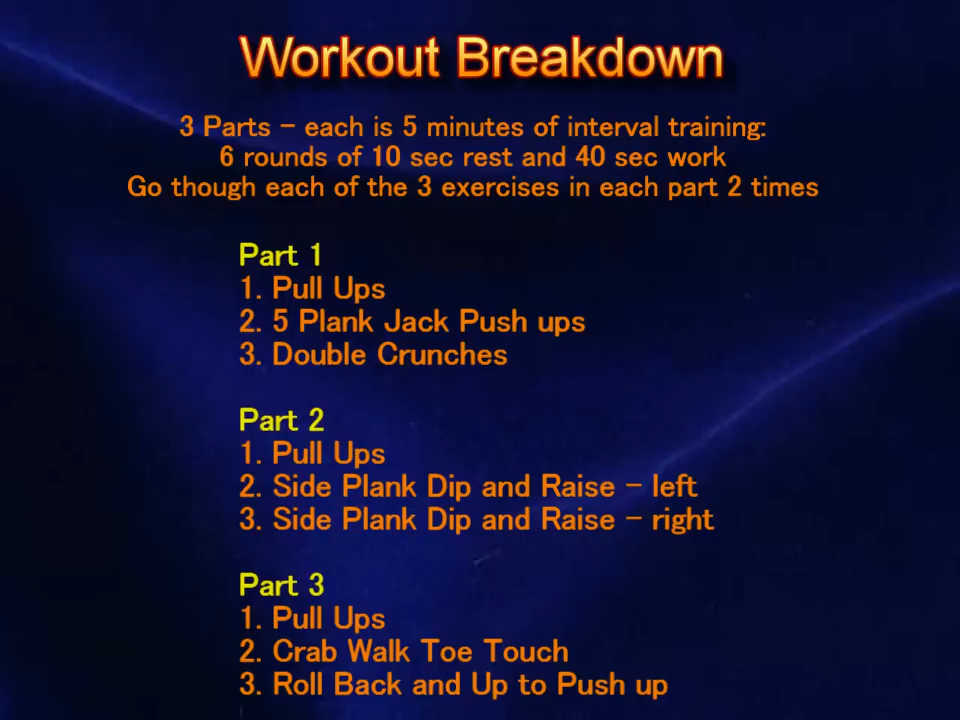 Workout Breakdown
3 Parts - each is 5 minutes of interval training:
6 rounds of 10 sec rest and 40 sec work
Go though each of the 3 exercises in each part 2 times
Part 1
1. Pull Ups
2. 5 Plank Jack Push ups
3. Double Crunches
Part 2
1. Pull Ups
2. Side Plank Dip and Raise - left
3. Side Plank Dip and Raise - right
Part 3
1. Pull Ups
2. Crab Walk Toe Touch
3. Roll Back and Up to Push up